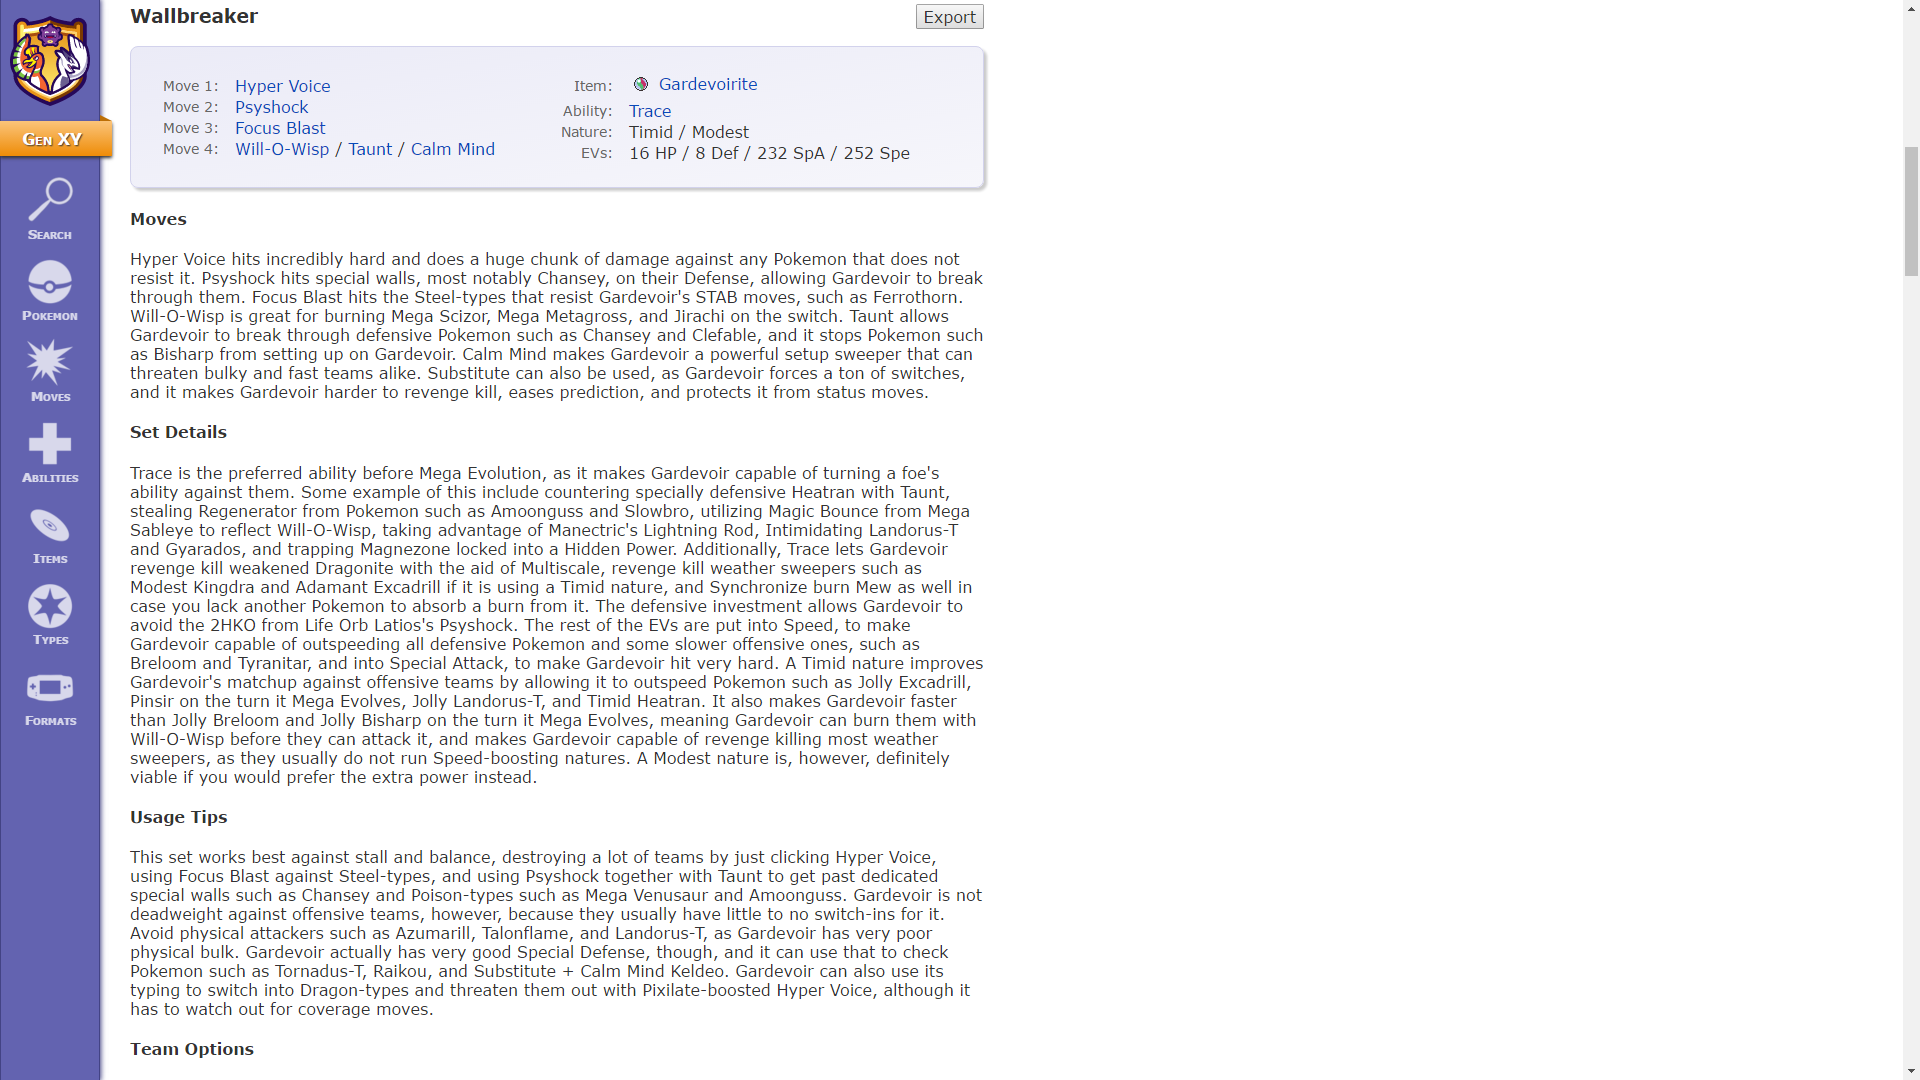 Wallbreaker
Export
Move 1: Hyper Voice
Move 2: Psyshock
Move 3: Focus Blast
Move 4: Will-O-Wisp / Taunt / Calm Mind
Item: Gardevoirite
Ability: Trace
Nature: Timid / Modest
EVs: 16 HP / 8 Def / 232 SpA / 252 Spe
Gen XY
Search
Pokemon
Moves
Abilities
Items
Types
Formats
Moves
Hyper Voice hits incredibly hard and does a huge chunk of damage against any Pokemon that does not
resist it. Psyshock hits special walls, most notably Chansey, on their Defense, allowing Gardevoir to break
through them. Focus Blast hits the Steel-types that resist Gardevoir's STAB moves, such as Ferrothorn.
Will-O-Wisp is great for burning Mega Scizor, Mega Metagross, and Jirachi on the switch. Taunt allows
Gardevoir to break through defensive Pokemon such as Chansey and Clefable, and it stops Pokemon such
as Bisharp from setting up on Gardevoir. Calm Mind makes Gardevoir a powerful setup sweeper that can
threaten bulky and fast teams alike. Substitute can also be used, as Gardevoir forces a ton of switches,
and it makes Gardevoir harder to revenge kill, eases prediction, and protects it from status moves.
Set Details
Trace is the preferred ability before Mega Evolution, as it makes Gardevoir capable of turning a foe's
ability against them. Some example of this include countering specially defensive Heatran with Taunt,
stealing Regenerator from Pokemon such as Amoonguss and Slowbro, utilizing Magic Bounce from Mega
Sableye to reflect Will-O-Wisp, taking advantage of Manectric's Lightning Rod, Intimidating Landorus-T
and Gyarados, and trapping Magnezone locked into a Hidden Power. Additionally, Trace lets Gardevoir
revenge kill weakened Dragonite with the aid of Multiscale, revenge kill weather sweepers such as
Modest Kingdra and Adamant Excadrill if it is using a Timid nature, and Synchronize burn Mew as well in
case you lack another Pokemon to absorb a burn from it. The defensive investment allows Gardevoir to
avoid the 2HKO from Life Orb Latios's Psyshock. The rest of the EVs are put into Speed, to make
Gardevoir capable of outspeeding all defensive Pokemon and some slower offensive ones, such as
Breloom and Tyranitar, and into Special Attack, to make Gardevoir hit very hard. A Timid nature improves
Gardevoir's matchup against offensive teams by allowing it to outspeed Pokemon such as Jolly Excadrill,
Pinsir on the turn it Mega Evolves, Jolly Landorus-T, and Timid Heatran. It also makes Gardevoir faster
than Jolly Breloom and Jolly Bisharp on the turn it Mega Evolves, meaning Gardevoir can burn them with
Will-O-Wisp before they can attack it, and makes Gardevoir capable of revenge killing most weather
sweepers, as they usually do not run Speed-boosting natures. A Modest nature is, however, definitely
viable if you would prefer the extra power instead.
Usage Tips
This set works best against stall and balance, destroying a lot of teams by just clicking Hyper Voice,
using Focus Blast against Steel-types, and using Psyshock together with Taunt to get past dedicated
special walls such as Chansey and Poison-types such as Mega Venusaur and Amoonguss. Gardevoir is not
deadweight against offensive teams, however, because they usually have little to no switch-ins for it.
Avoid physical attackers such as Azumarill, Talonflame, and Landorus-T, as Gardevoir has very poor
physical bulk. Gardevoir actually has very good Special Defense, though, and it can use that to check
Pokemon such as Tornadus-T, Raikou, and Substitute + Calm Mind Keldeo. Gardevoir can also use its
typing to switch into Dragon-types and threaten them out with Pixilate-boosted Hyper Voice, although it
has to watch out for coverage moves.
Team Options